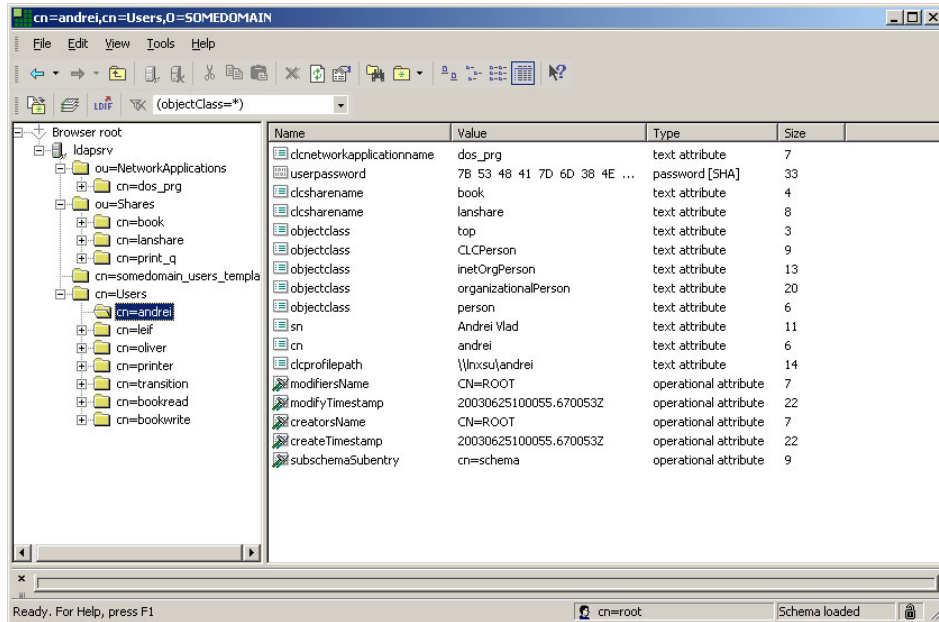 cn=andrei,cn=Users,O=SOMEDOMAIN
File Edit View Tools Help
LDIF (objectClass=*)
Browser root
ldapsrv
ou=NetworkApplications
cn=dos_prg
ou=Shares
cn=book
cn=lanshare
cn=print_q
cn=somedomain_users_templa
cn=Users
cn=andrei
cn=leif
cn=oliver
cn=printer
cn=transition
cn=bookread
cn=bookwrite
Name Value Type Size
clcnetworkapplicationname dos_prg text attribute 7
userpassword 7B 53 48 41 7D 6D 38 4E ... password [SHA] 33
clcsharename book text attribute 4
clcsharename lanshare text attribute 8
objectclass top text attribute 3
objectclass CLCPerson text attribute 9
objectclass inetOrgPerson text attribute 13
objectclass organizationalPerson text attribute 20
objectclass person text attribute 6
sn Andrei Vlad text attribute 11
cn andrei text attribute 6
clcprofilepath \\lnxsu\andrei text attribute 14
modifiersName CN=ROOT operational attribute 7
modifyTimestamp 20030625100055.670053Z operational attribute 22
creatorsName CN=ROOT operational attribute 7
createTimestamp 20030625100055.670053Z operational attribute 22
subschemaSubentry cn=schema operational attribute 9
Ready. For Help, press F1 cn=root Schema loaded